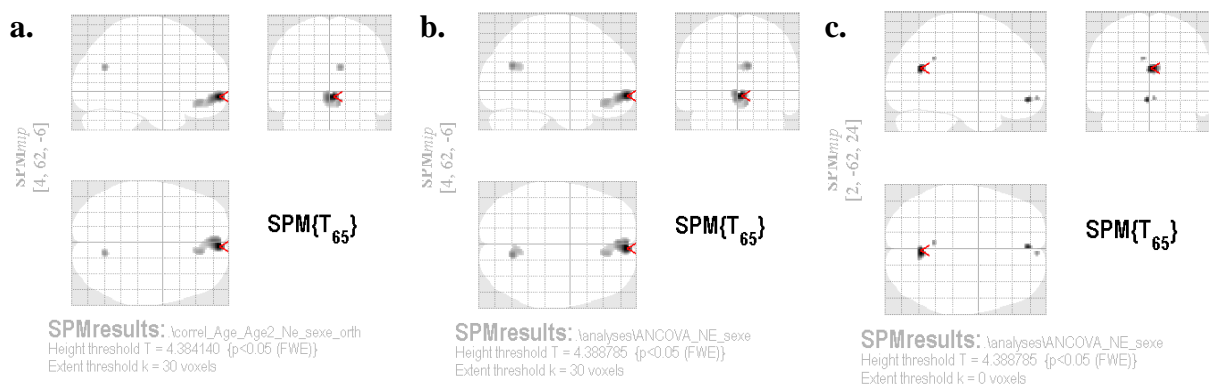 a.
SPMmip
[4, 62, -6]
SPM{T65}
SPMresults: .\correl_Age_Age2_Ne_sexe_orth
Height threshold T = 4.384140 {p<0.05 (FWE)}
Extent threshold k = 30 voxels
b.
SPMmip
[4, 62, -6]
SPM{T65}
SPMresults: .\analyses\ANCOVA_NE_sexe
Height threshold T = 4.388785 {p<0.05 (FWE)}
Extent threshold k = 30 voxels
c.
SPMmip
[2, -62, 24]
SPM{T65}
SPMresults: .\analyses\ANCOVA_NE_sexe
Height threshold T = 4.388785 {p<0.05 (FWE)}
Extent threshold k = 0 voxels